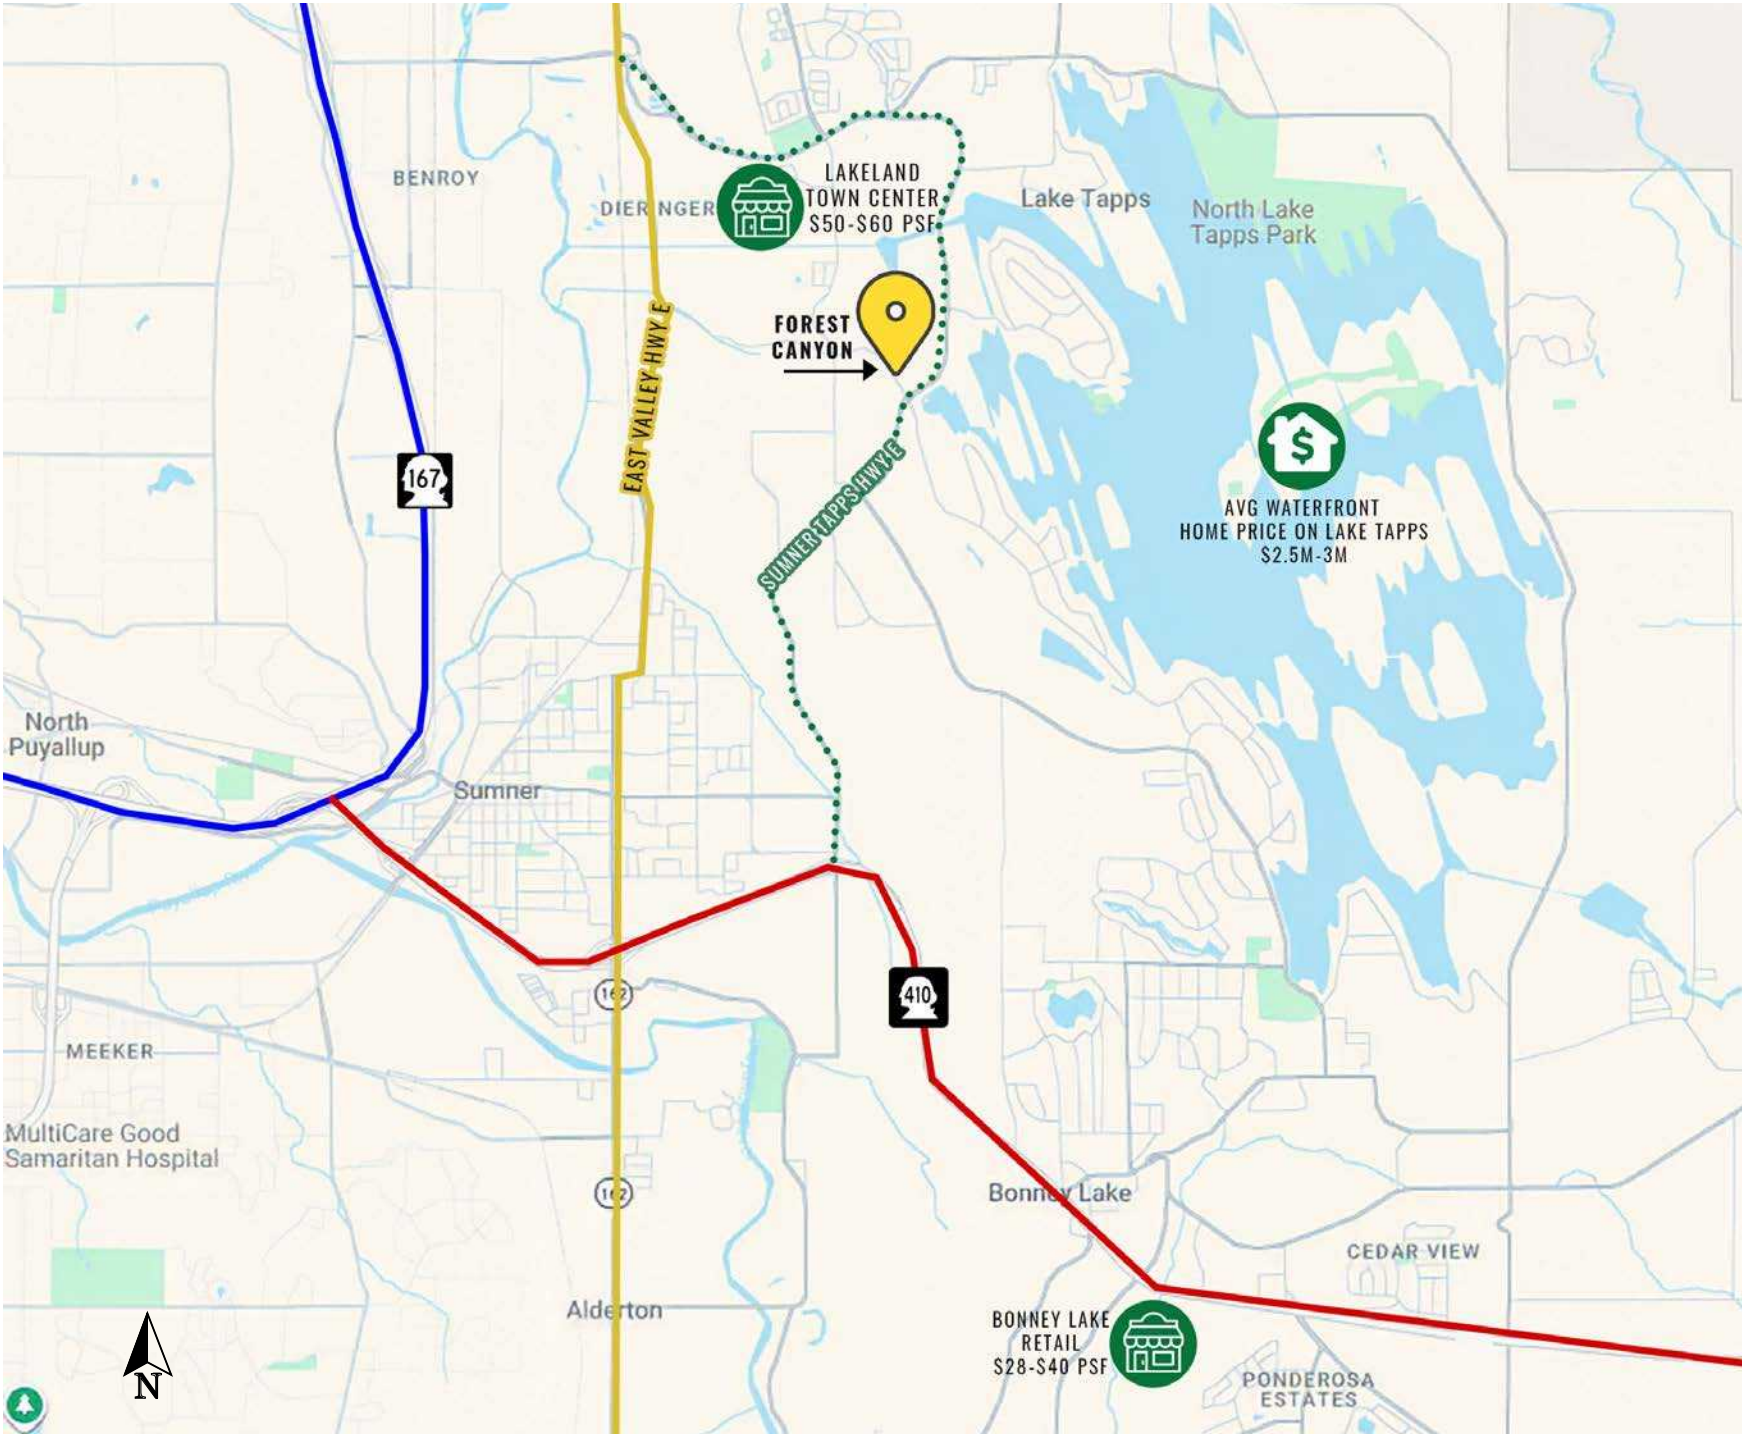 BENROY
DIERINGER
LAKELAND
TOWN CENTER
$50-$60 PSF
Lake Tapps
North Lake
Tapps Park
FOREST
CANYON
EAST VALLEY HWY E
167
SUMNER TAPPS HWY E
AVG WATERFRONT
HOME PRICE ON LAKE TAPPS
$2.5M-3M
North
Puyallup
Sumner
Puyallup River
162
410
MEEKER
MultiCare Good
Samaritan Hospital
162
Bonney Lake
CEDAR VIEW
Alderton
BONNEY LAKE
RETAIL
$28-$40 PSF
PONDEROSA
ESTATES
N